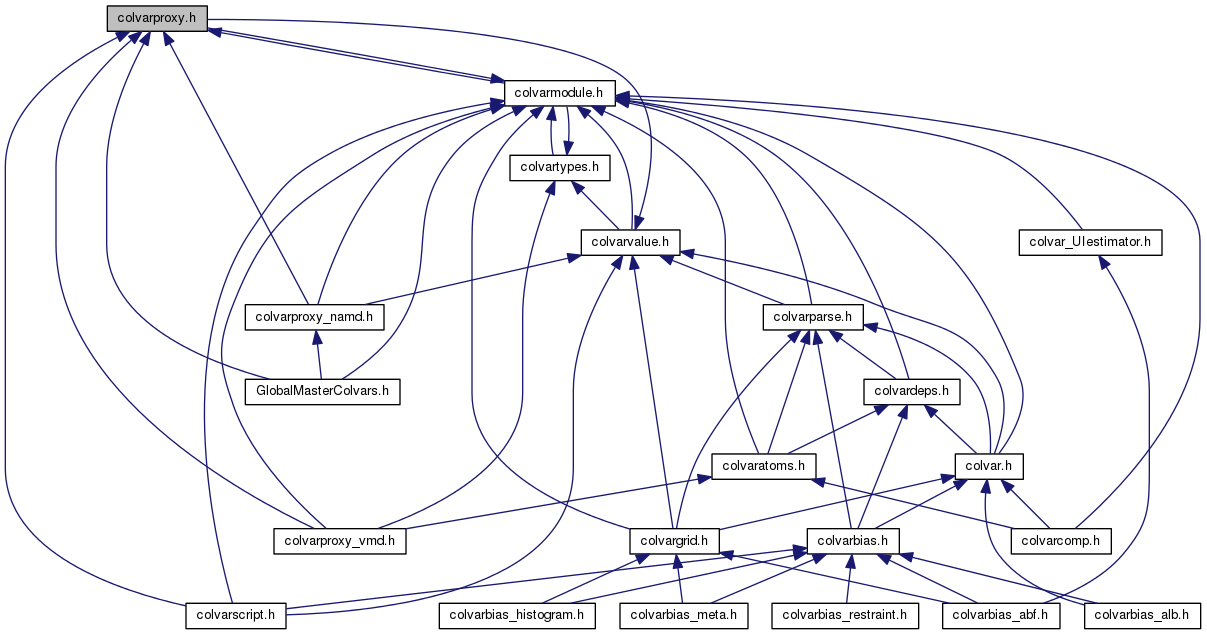 colvarproxy.h
colvarmodule.h
colvartypes.h
colvarvalue.h
colvar_UIestimator.h
colvarproxy_namd.h
colvarparse.h
GlobalMasterColvars.h
colvardeps.h
colvaratoms.h
colvar.h
colvarproxy_vmd.h
colvargrid.h
colvarbias.h
colvarcomp.h
colvarscript.h
colvarbias_histogram.h
colvarbias_meta.h
colvarbias_restraint.h
colvarbias_abf.h
colvarbias_alb.h